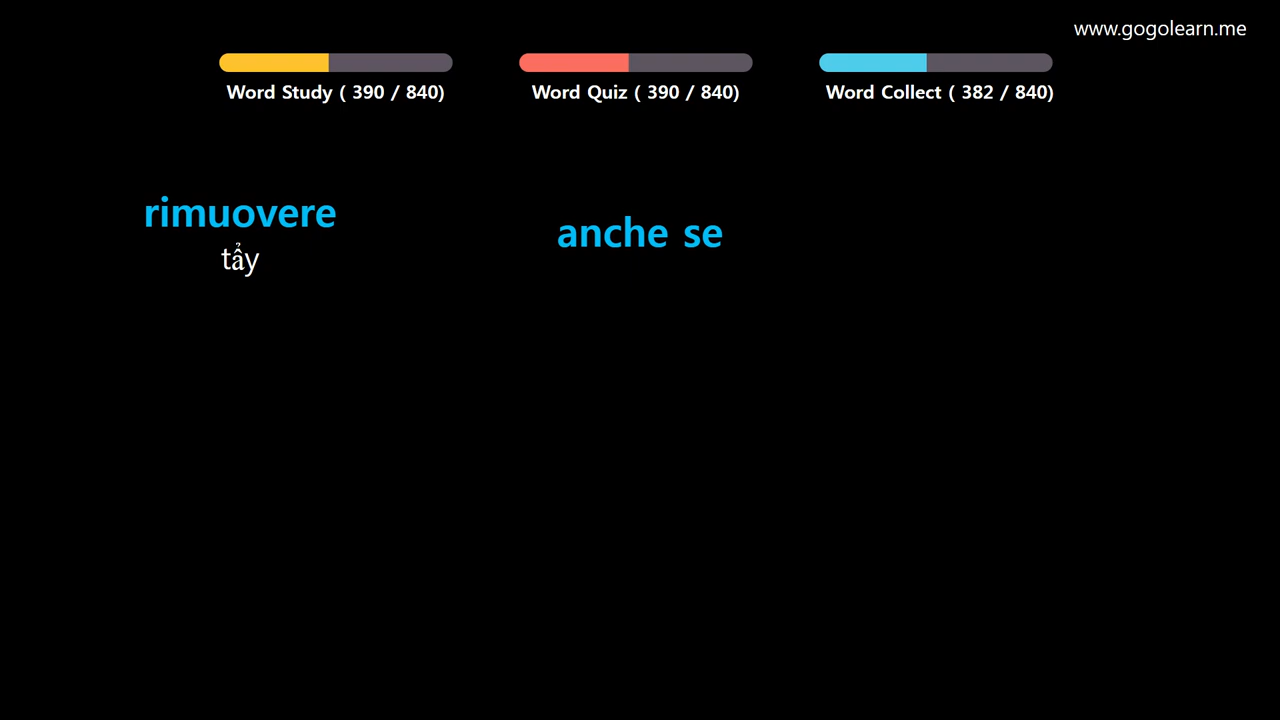 www.gogolearn.me
Word Study ( 390 / 840)
Word Quiz ( 390 / 840)
Word Collect ( 382 / 840)
rimuovere
tẩy
anche se